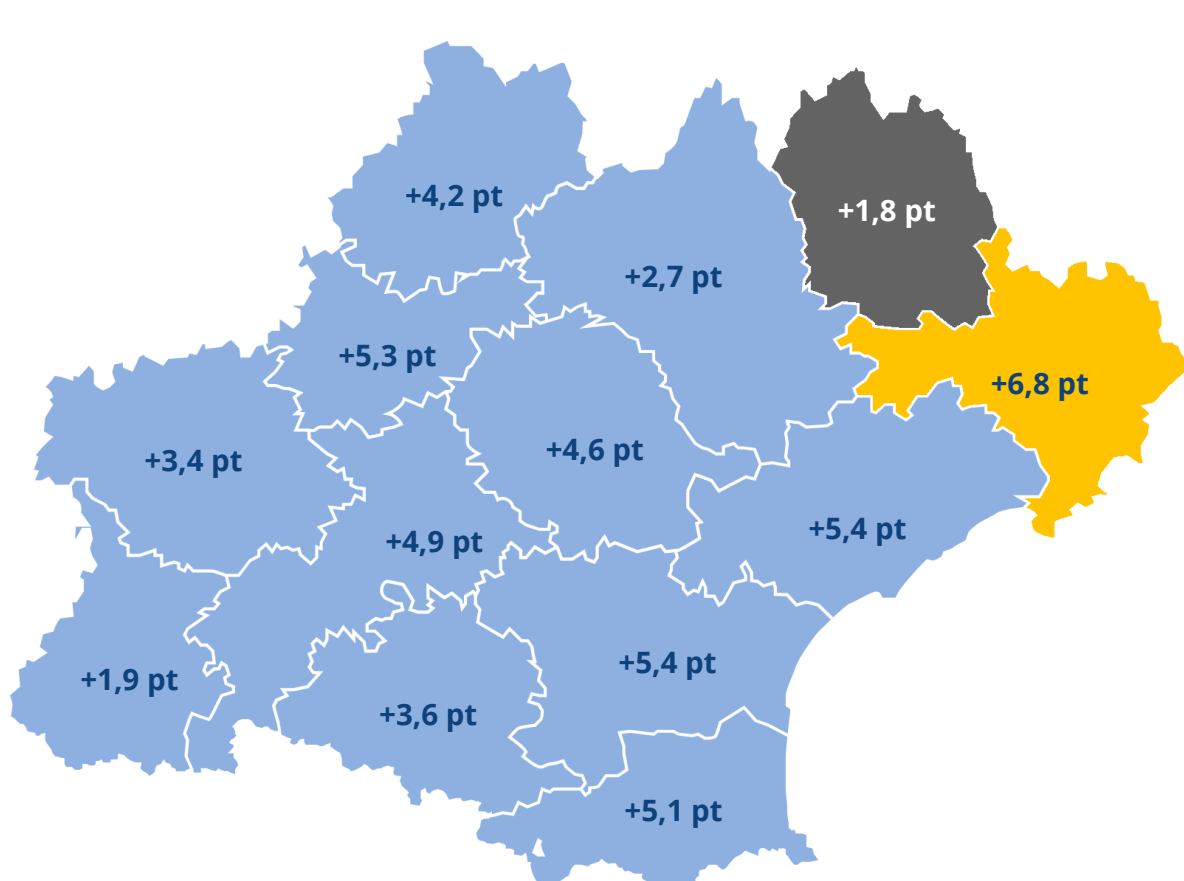 +4,2 pt
+1,8 pt
+2,7 pt
+5,3 pt
+6,8 pt
+3,4 pt
+4,6 pt
+4,9 pt
+5,4 pt
+1,9 pt
+5,4 pt
+3,6 pt
+5,1 pt